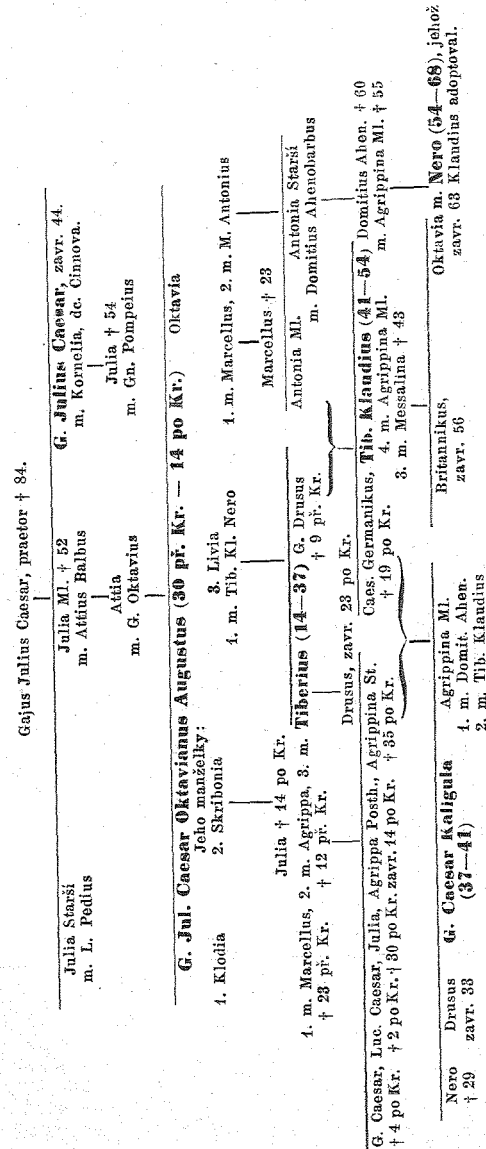 Gajus Julius Caesar, praetor † 84.
Julia Starší
m. L. Pedius
Julia Ml. † 52
m. Attius Balbus
Attia
m. G. Oktavius
G. Julius Caesar, zavr. 44.
m. Kornelia, dc. Cinnova.
Julia † 54
m. Gn. Pompeius
G. Jul. Caesar Oktavianus Augustus (30 př. Kr. — 14 po Kr.)
Oktavia
Jeho manželky:
1. Klodia
2. Skribonia
3. Livia
1. m. Tib. Kl. Nero
1. m. Marcellus, 2. m. M. Antonius
Marcellus † 23
Julia † 14 po Kr.
1. m. Marcellus, 2. m. Agrippa, 3. m. Tiberius (14—37)
† 23 př. Kr. † 12 př. Kr.
G. Drusus
† 9 př. Kr.
Antonia Ml.
Antonia Starší
m. Domitius Ahenobarbus
Drusus, zavr. 23 po Kr.
G. Caesar, Luc. Caesar, Julia, Agrippa Posth., Agrippina St.
† 4 po Kr. † 2 po Kr. † 30 po Kr. zavr. 14 po Kr. † 35 po Kr.
Caes. Germanikus,
† 19 po Kr.
Tib. Klaudius (41—54)
4. m. Agrippina Ml.
3. m. Messalina † 43
Domitius Ahen. † 60
m. Agrippina Ml. † 55
Nero
† 29
Drusus
zavr. 33
G. Caesar Kaligula
(37—41)
Agrippina Ml.
1. m. Domit. Ahen.
2. m. Tib. Klaudius
Britannikus,
zavr. 56
Oktavia m. Nero (54—68), jehož
zavr. 63 Klaudius adoptoval.